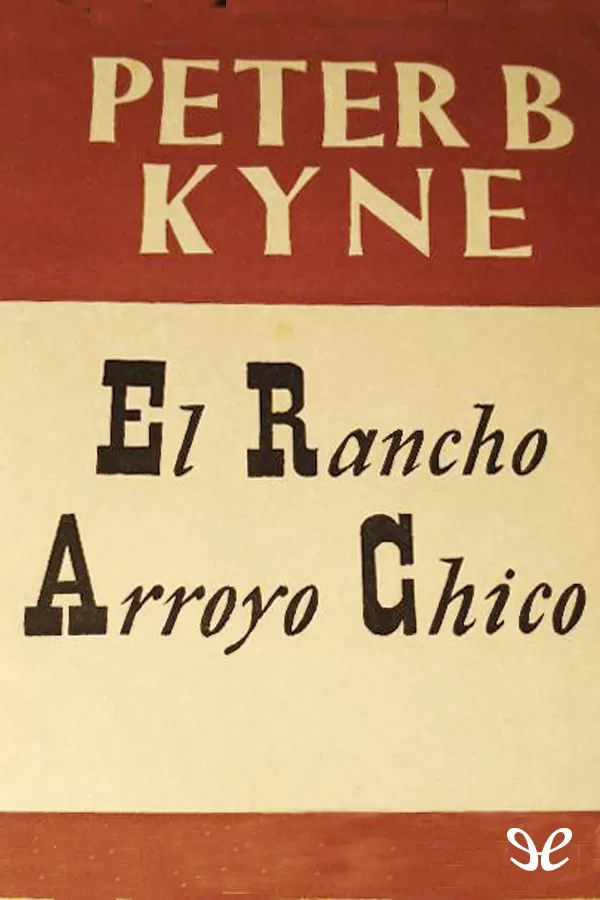 PETER B
KYNE
El Rancho
Arroyo Chico